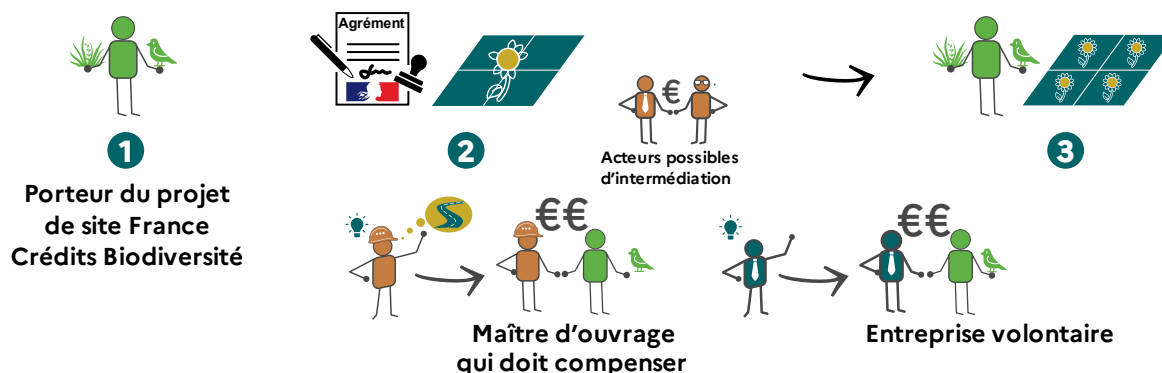 Agrément
€
1
2
3
Acteurs possibles
d'intermédiation
Porteur du projet
de site France
Crédits Biodiversité
€€
€€
Maître d'ouvrage
qui doit compenser
Entreprise volontaire